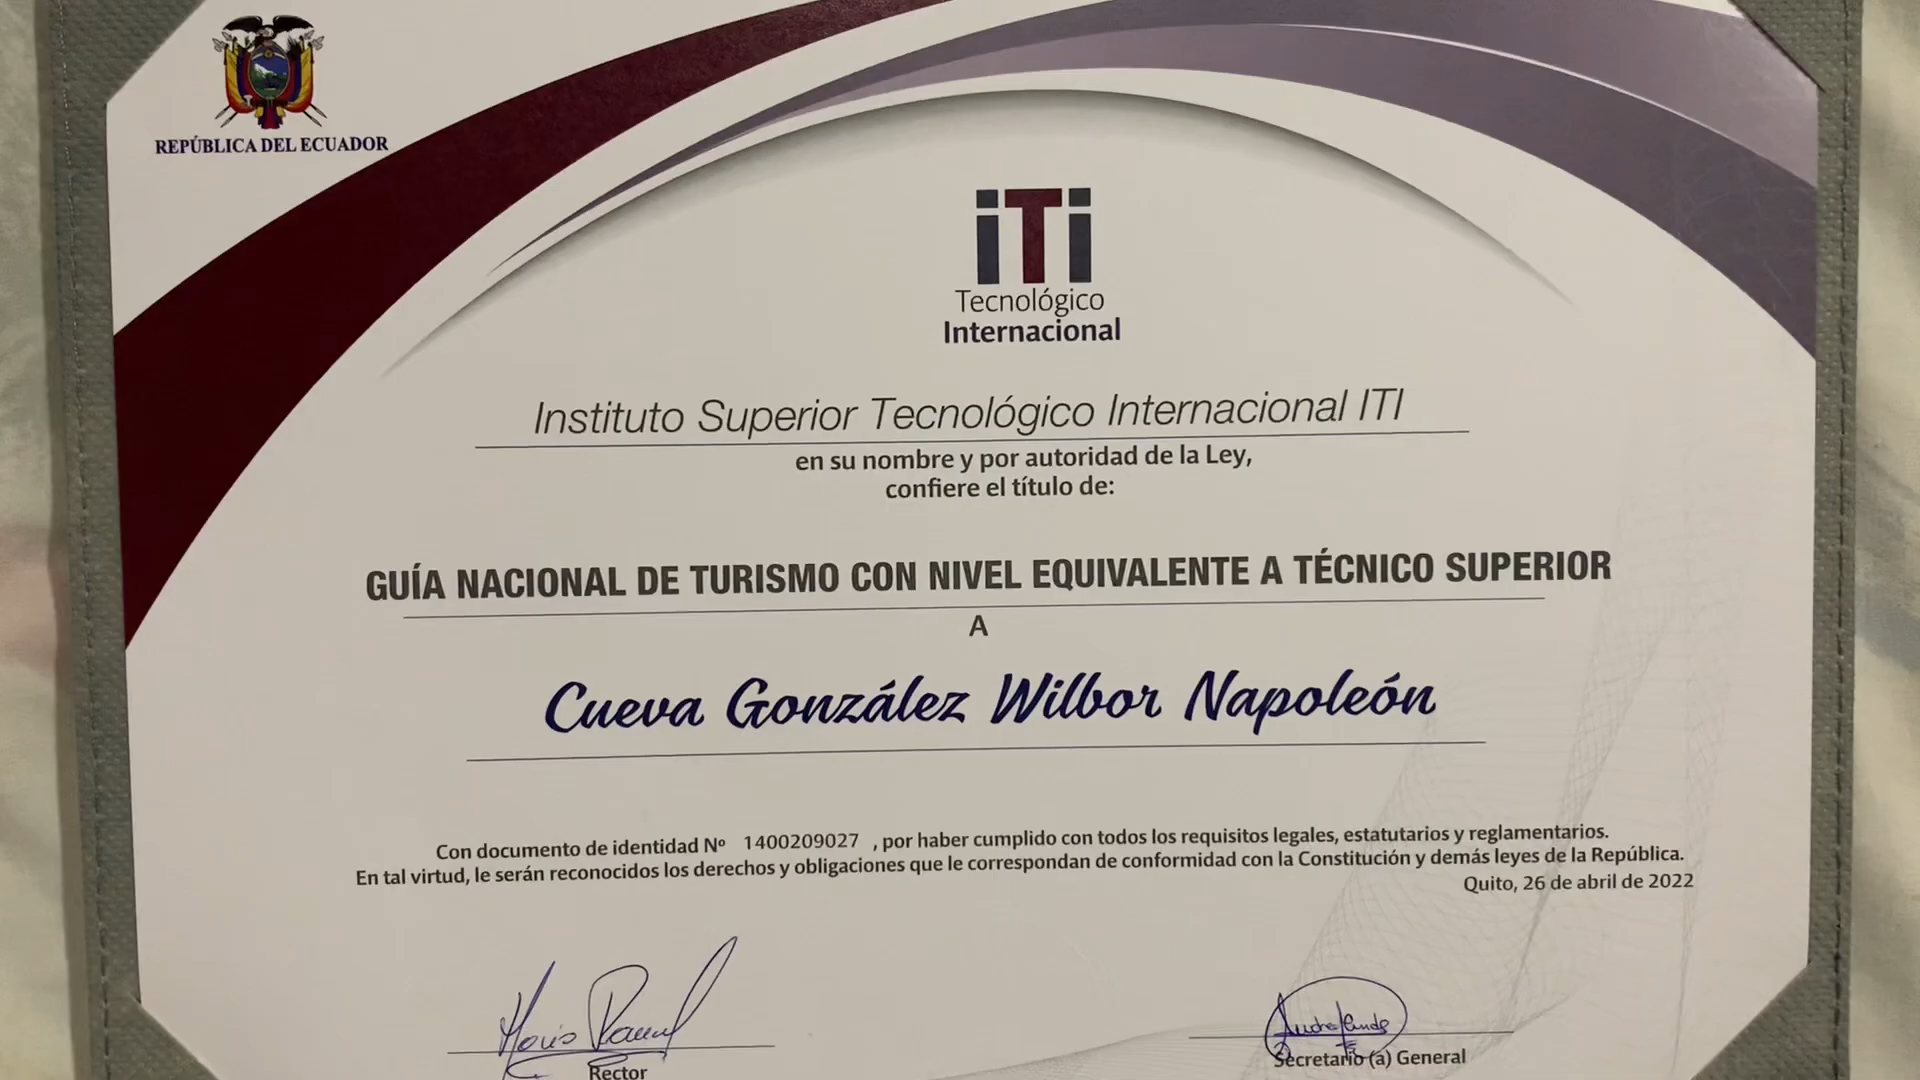 REPÚBLICA DEL ECUADOR
iTi
Tecnológico
Internacional
Instituto Superior Tecnológico Internacional ITI
en su nombre y por autoridad de la Ley,
confiere el título de:
GUÍA NACIONAL DE TURISMO CON NIVEL EQUIVALENTE A TÉCNICO SUPERIOR
A
Cueva González Wilbor Napoleón
Con documento de identidad Nº 1400209027 , por haber cumplido con todos los requisitos legales, estatutarios y reglamentarios.
En tal virtud, le serán reconocidos los derechos y obligaciones que le correspondan de conformidad con la Constitución y demás leyes de la República.
Quito, 26 de abril de 2022
Rector
Secretario (a) General